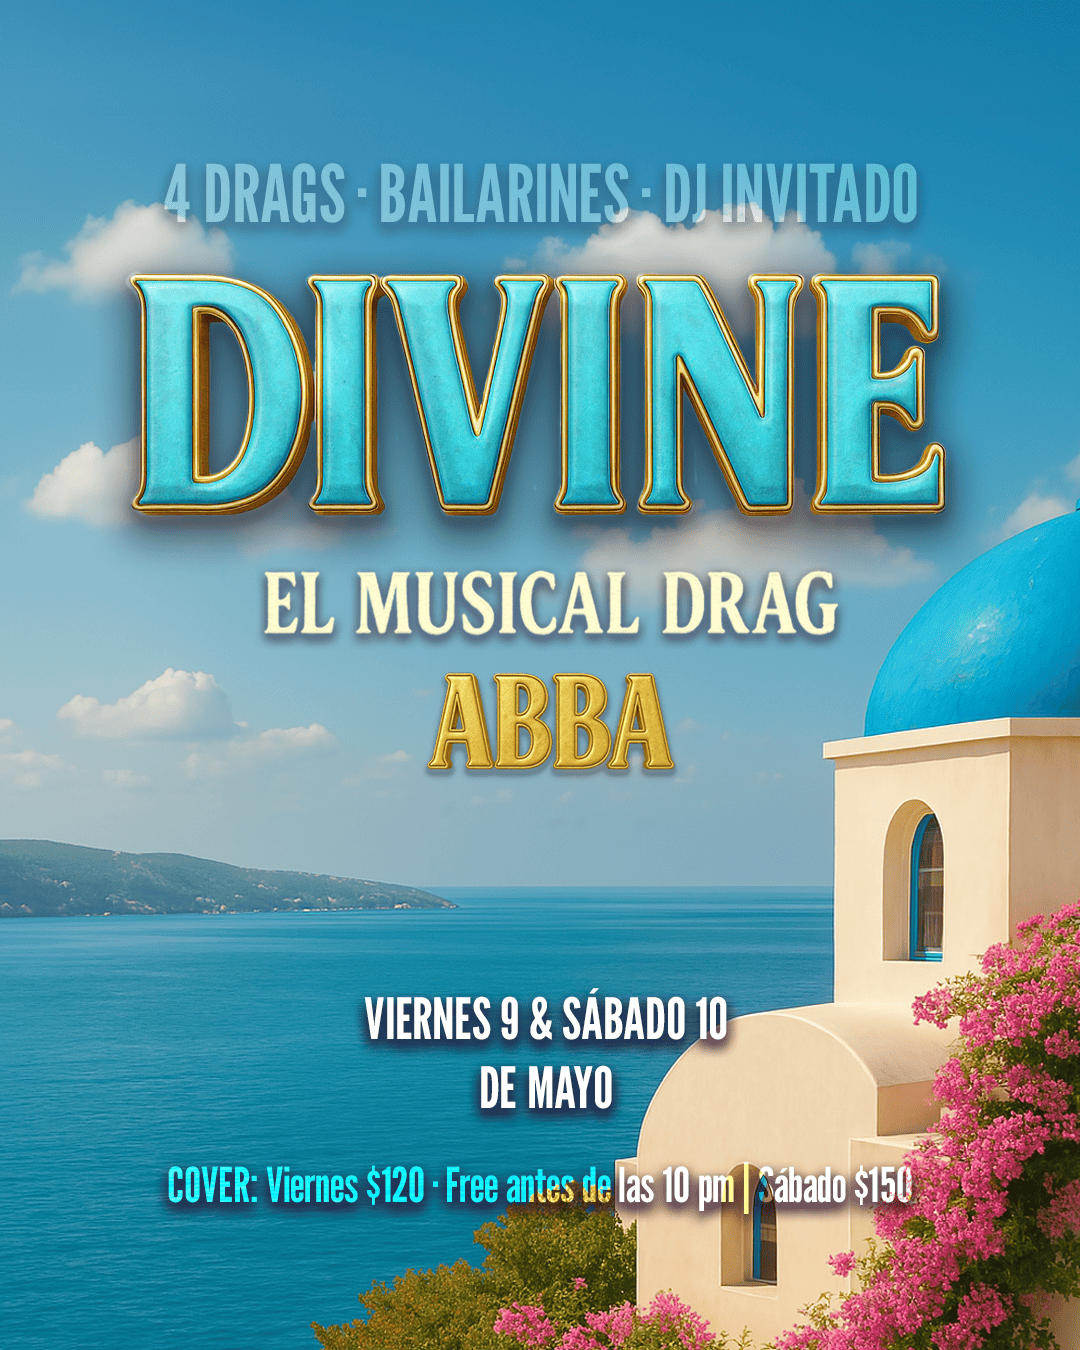 4 DRAGS · BAILARINES · DJ INVITADO
DIVINE
EL MUSICAL DRAG
ABBA
VIERNES 9 & SÁBADO 10
DE MAYO
COVER: Viernes $120 · Free antes de las 10 pm | Sábado $150